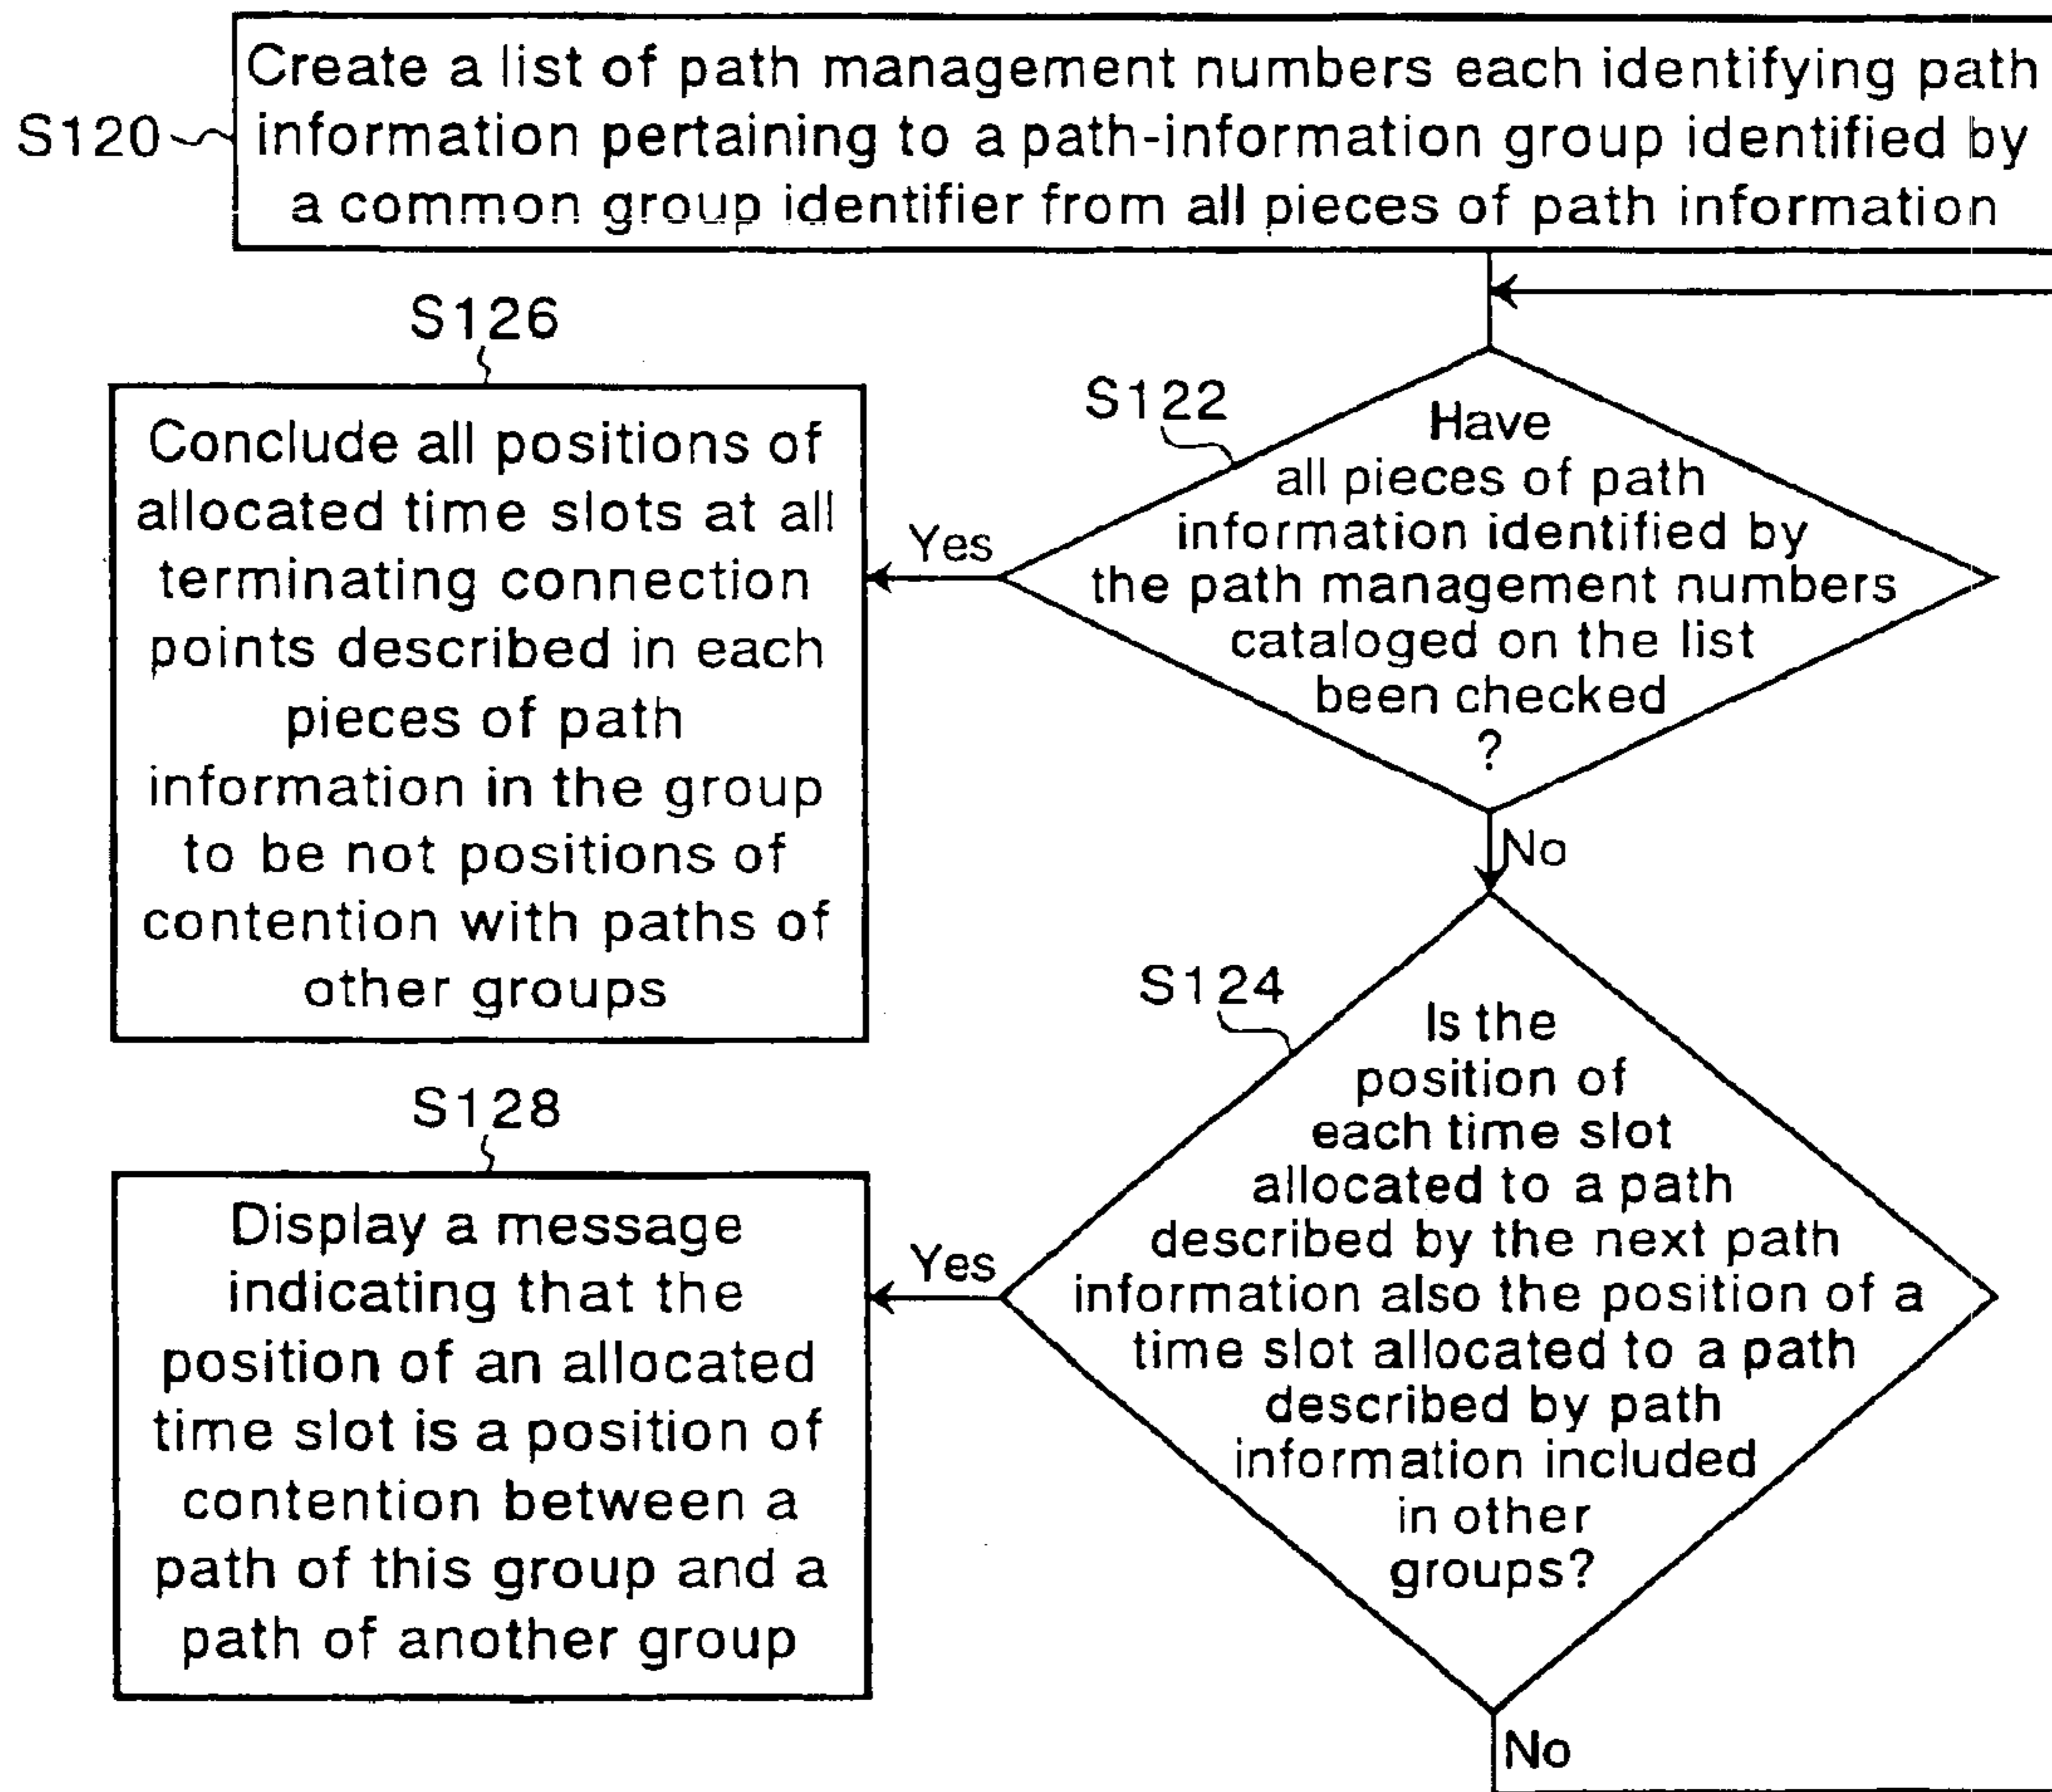 Create a list of path management numbers each identifying path
S120
information pertaining to a path-information group identified by
a common group identifier from all pieces of path information
S126
Conclude all positions of
allocated time slots at all
terminating connection
points described in each
pieces of path
information in the group
to be not positions of
contention with paths of
other groups
S122
Have
all pieces of path
information identified by
the path management numbers
cataloged on the list
been checked
?
Yes
No
S124
Is the
position of
each time slot
allocated to a path
described by the next path
information also the position of a
time slot allocated to a path
described by path
information included
in other
groups?
Yes
No
S128
Display a message
indicating that the
position of an allocated
time slot is a position of
contention between a
path of this group and a
path of another group